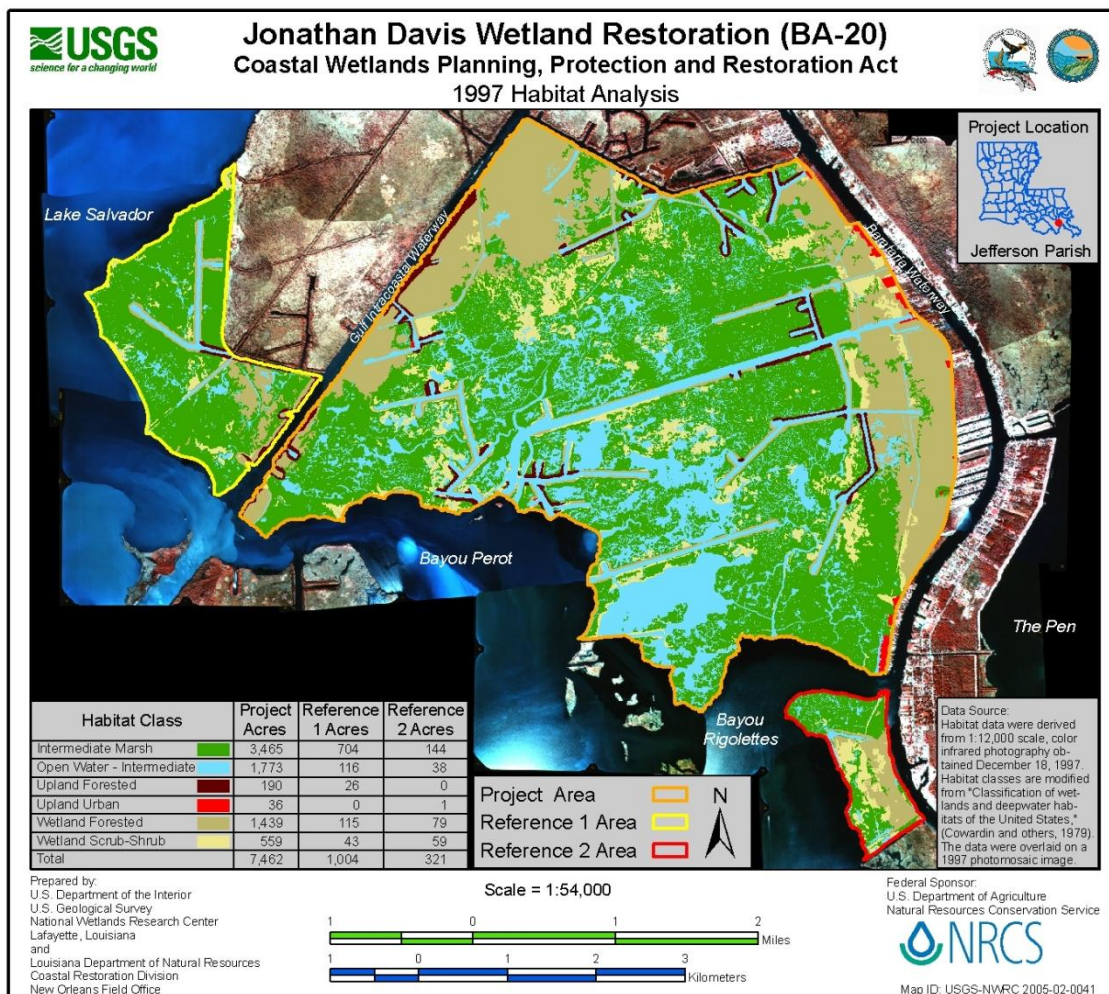 USGS
science for a changing world
Jonathan Davis Wetland Restoration (BA-20)
Coastal Wetlands Planning, Protection and Restoration Act
1997 Habitat Analysis
Project Location
Jefferson Parish
Lake Salvador
Gulf Intracoastal Waterway
Barataria Waterway
Bayou Perot
The Pen
Bayou
Rigolettes
Habitat Class Project Acres Reference 1 Acres Reference 2 Acres
Intermediate Marsh 3,465 704 144
Open Water - Intermediate 1,773 116 38
Upland Forested 190 26 0
Upland Urban 36 0 1
Wetland Forested 1,439 115 79
Wetland Scrub-Shrub 559 43 59
Total 7,462 1,004 321
Project Area
Reference 1 Area
Reference 2 Area
N
Data Source:
Habitat data were derived
from 1:12,000 scale, color
infrared photography ob-
tained December 18, 1997.
Habitat classes are modified
from "Classification of wet-
lands and deepwater hab-
itats of the United States,"
(Cowardin and others, 1979).
The data were overlaid on a
1997 photomosaic image.
Prepared by:
U.S. Department of the Interior
U.S. Geological Survey
National Wetlands Research Center
Lafayette, Louisiana
and
Louisiana Department of Natural Resources
Coastal Restoration Division
New Orleans Field Office
Scale = 1:54,000
1 0 1 2
Miles
1 0 1 2 3
Kilometers
Federal Sponsor:
U.S. Department of Agriculture
Natural Resources Conservation Service
NRCS
Map ID: USGS-NWRC 2005-02-0041